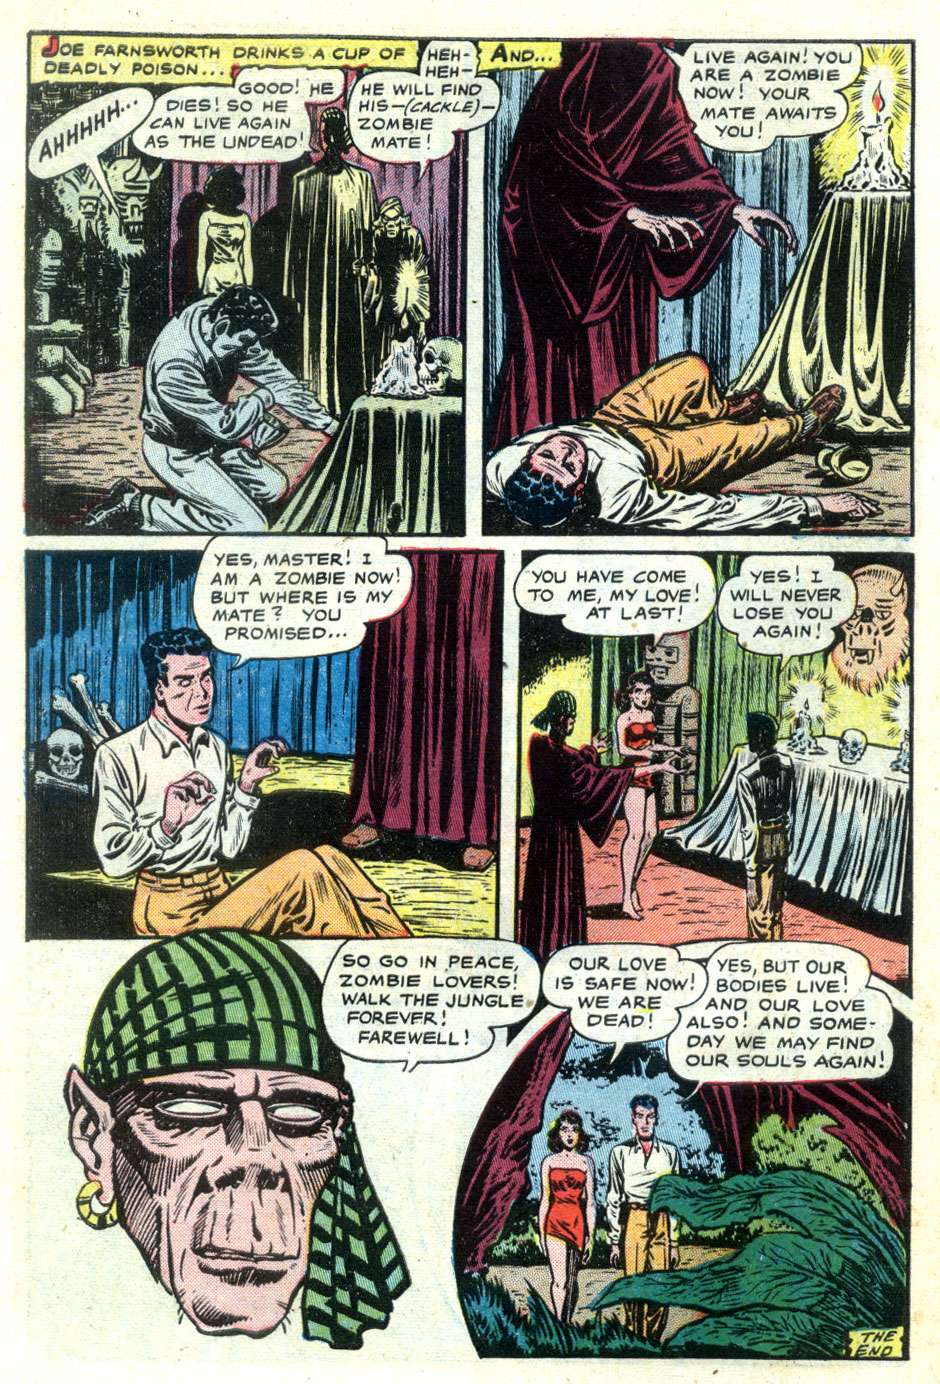 JOE FARNSWORTH DRINKS A CUP OF
DEADLY POISON...
AHHHHH...
GOOD! HE
DIES! SO HE
CAN LIVE AGAIN
AS THE UNDEAD!
HEH-
HEH-
HE WILL FIND
HIS-(CACKLE)-
ZOMBIE
MATE!
AND...
LIVE AGAIN! YOU
ARE A ZOMBIE
NOW! YOUR
MATE AWAITS
YOU!
YES, MASTER! I
AM A ZOMBIE NOW!
BUT WHERE IS MY
MATE? YOU
PROMISED...
YOU HAVE COME
TO ME, MY LOVE!
AT LAST!
YES! I
WILL NEVER
LOSE YOU
AGAIN!
SO GO IN PEACE,
ZOMBIE LOVERS!
WALK THE JUNGLE
FOREVER!
FAREWELL!
OUR LOVE
IS SAFE NOW!
WE ARE
DEAD!
YES, BUT OUR
BODIES LIVE!
AND OUR LOVE
ALSO! AND SOME-
DAY WE MAY FIND
OUR SOULS AGAIN!
THE
END